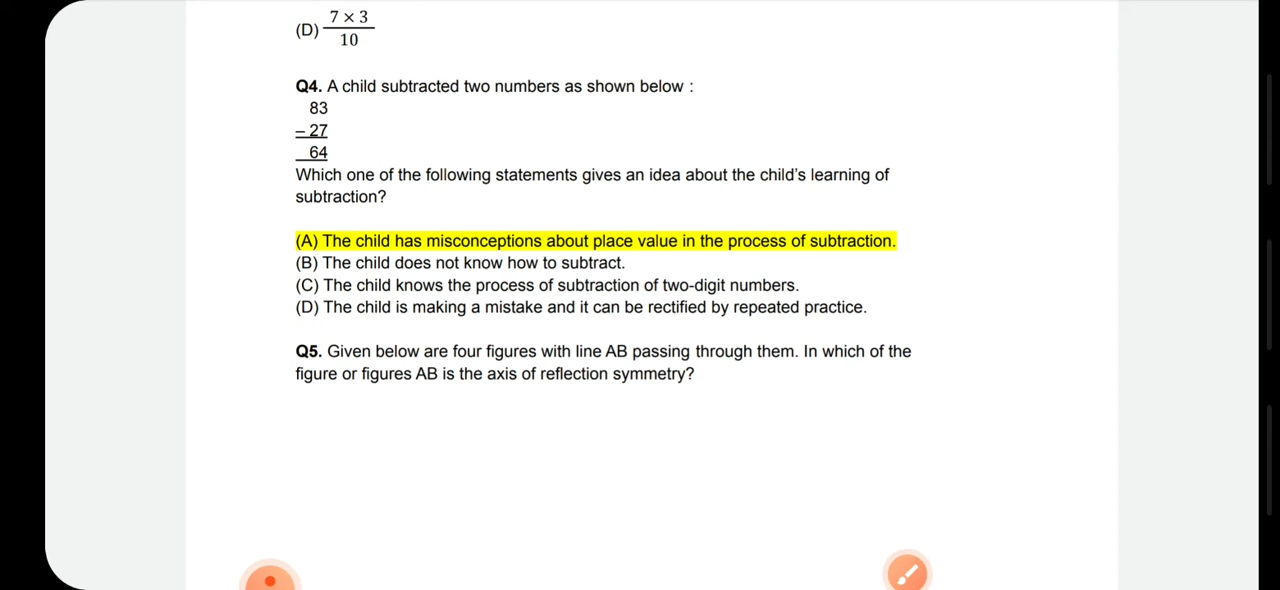 (D) 7 × 3
10
Q4. A child subtracted two numbers as shown below :
83
– 27
64
Which one of the following statements gives an idea about the child's learning of
subtraction?
(A) The child has misconceptions about place value in the process of subtraction.
(B) The child does not know how to subtract.
(C) The child knows the process of subtraction of two-digit numbers.
(D) The child is making a mistake and it can be rectified by repeated practice.
Q5. Given below are four figures with line AB passing through them. In which of the
figure or figures AB is the axis of reflection symmetry?